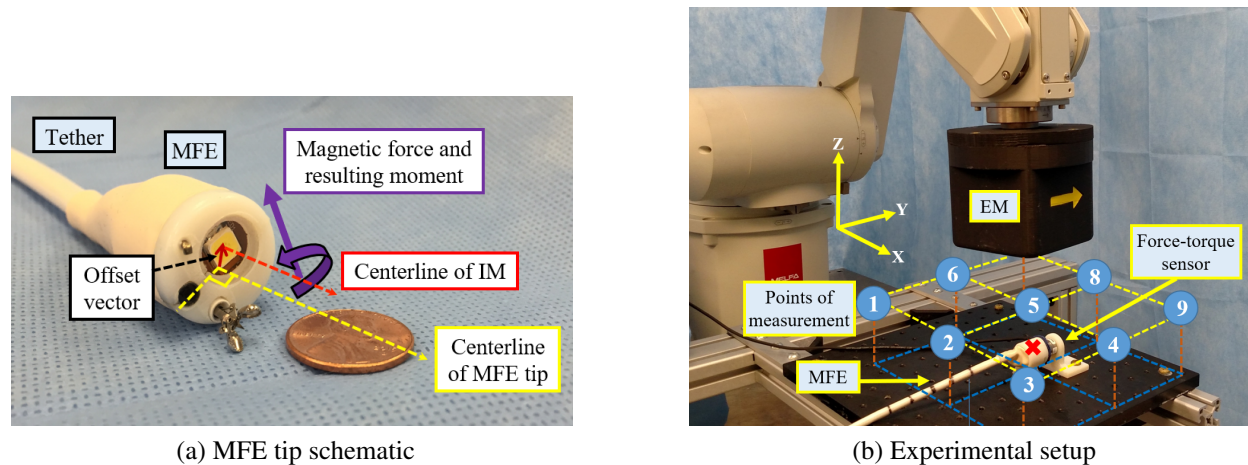 Tether
MFE
Magnetic force and
resulting moment
Offset
vector
Centerline of IM
Centerline
of MFE tip
(a) MFE tip schematic
Z
Y
X
EM
Force-torque
sensor
Points of
measurement
1
6
8
9
5
2
4
3
MFE
MELFA
(b) Experimental setup